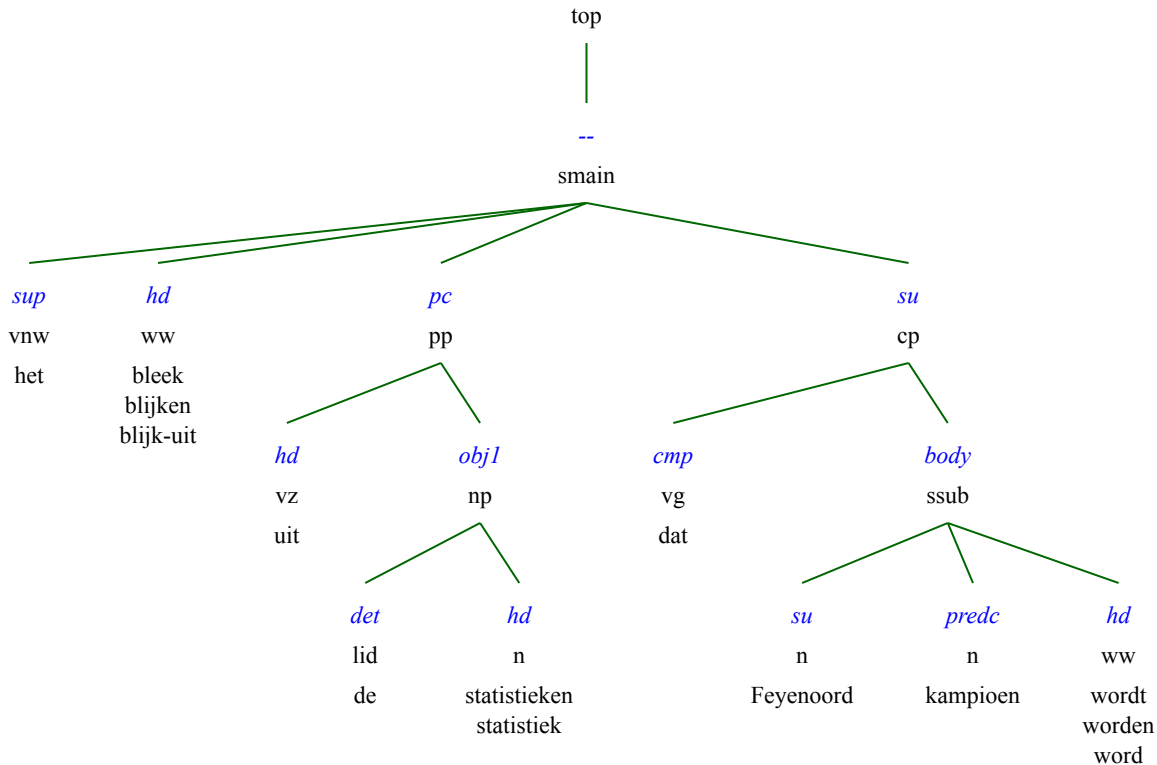 top
--
smain
sup hd pc su
vnw ww pp cp
het bleek
blijken
blijk-uit
hd obj1 cmp body
vz np vg ssub
uit dat
det hd su predc hd
lid n n n ww
de statistieken Feyenoord kampioen wordt
statistiek worden
word